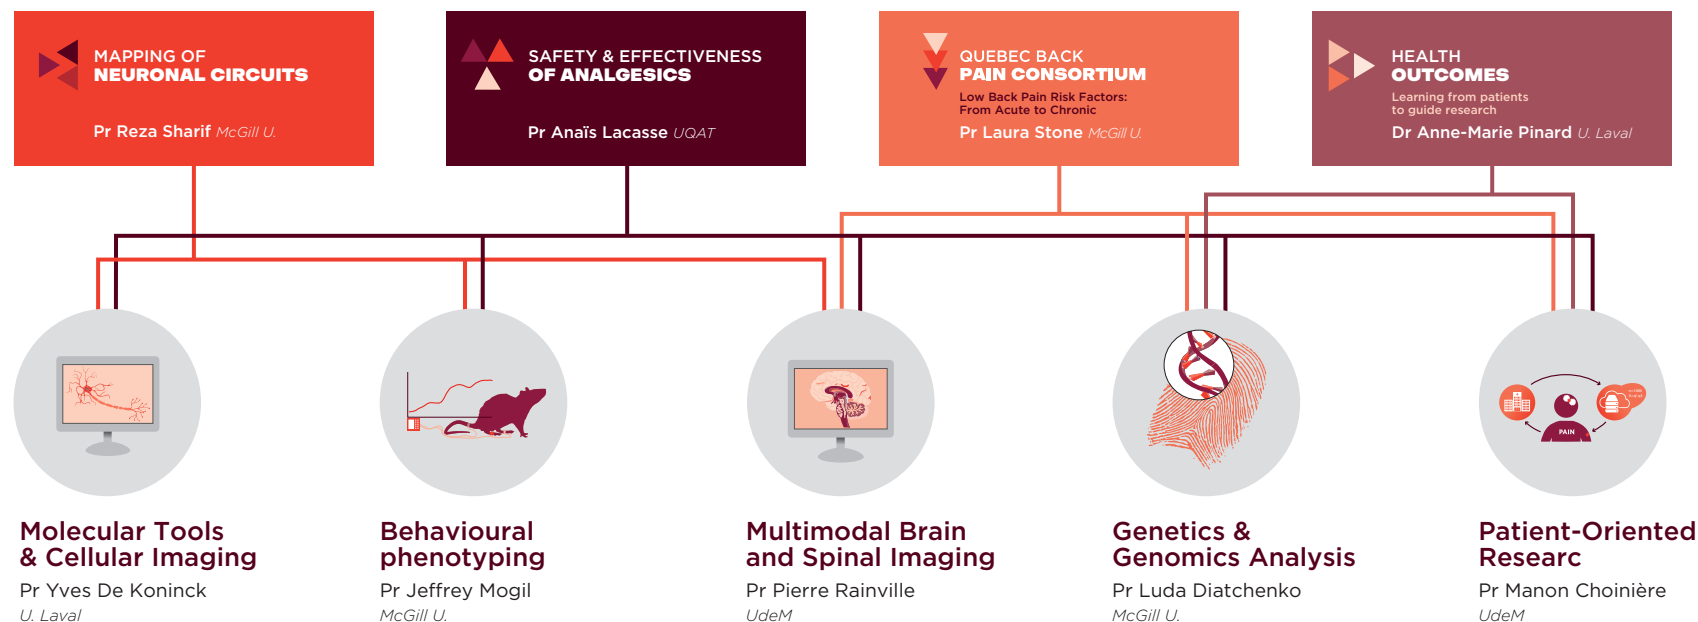 MAPPING OF
NEURONAL CIRCUITS
Pr Reza Sharif McGill U.
SAFETY & EFFECTIVENESS
OF ANALGESICS
Pr Anaïs Lacasse UQAT
QUEBEC BACK
PAIN CONSORTIUM
Low Back Pain Risk Factors:
From Acute to Chronic
Pr Laura Stone McGill U.
HEALTH
OUTCOMES
Learning from patients
to guide research
Dr Anne-Marie Pinard U. Laval
PAIN
Molecular Tools
& Cellular Imaging
Pr Yves De Koninck
U. Laval
Behavioural
phenotyping
Pr Jeffrey Mogil
McGill U.
Multimodal Brain
and Spinal Imaging
Pr Pierre Rainville
UdeM
Genetics &
Genomics Analysis
Pr Luda Diatchenko
McGill U.
Patient-Oriented
Researc
Pr Manon Choinière
UdeM